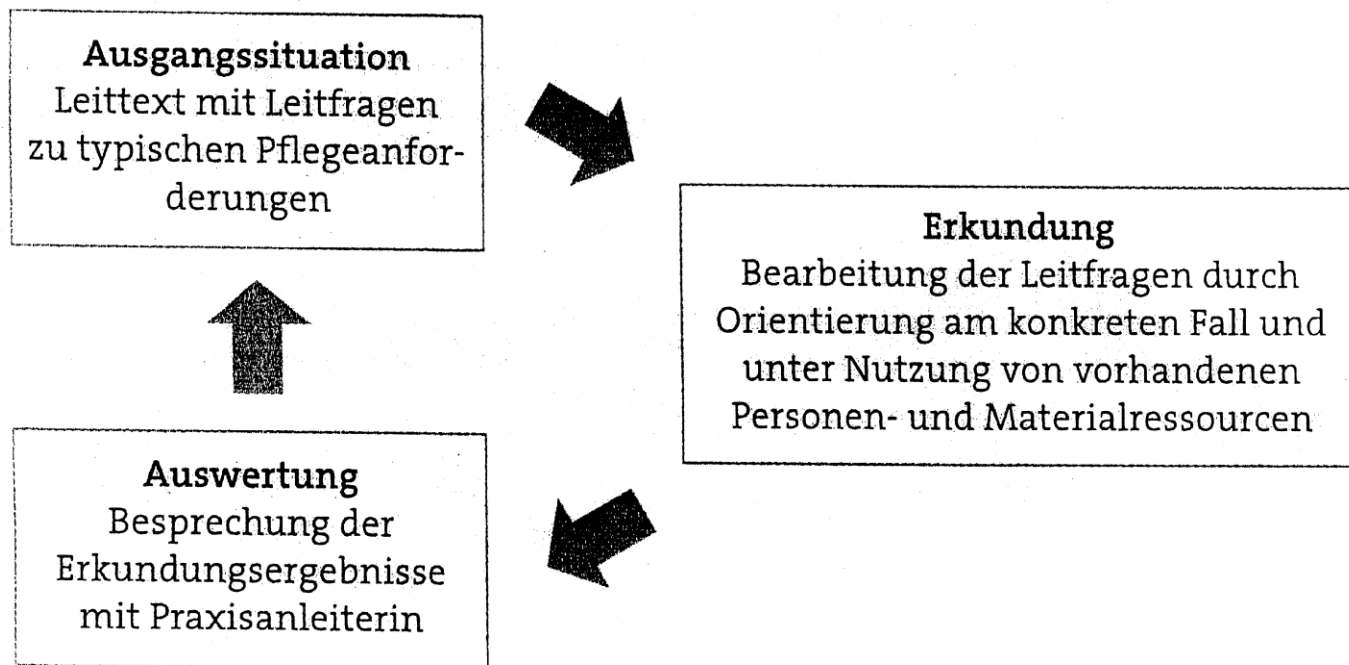 Ausgangssituation
Leittext mit Leitfragen
zu typischen Pflegeanfor-
derungen
Erkundung
Bearbeitung der Leitfragen durch
Orientierung am konkreten Fall und
unter Nutzung von vorhandenen
Personen- und Materialressourcen
Auswertung
Besprechung der
Erkundungsergebnisse
mit Praxisanleiterin